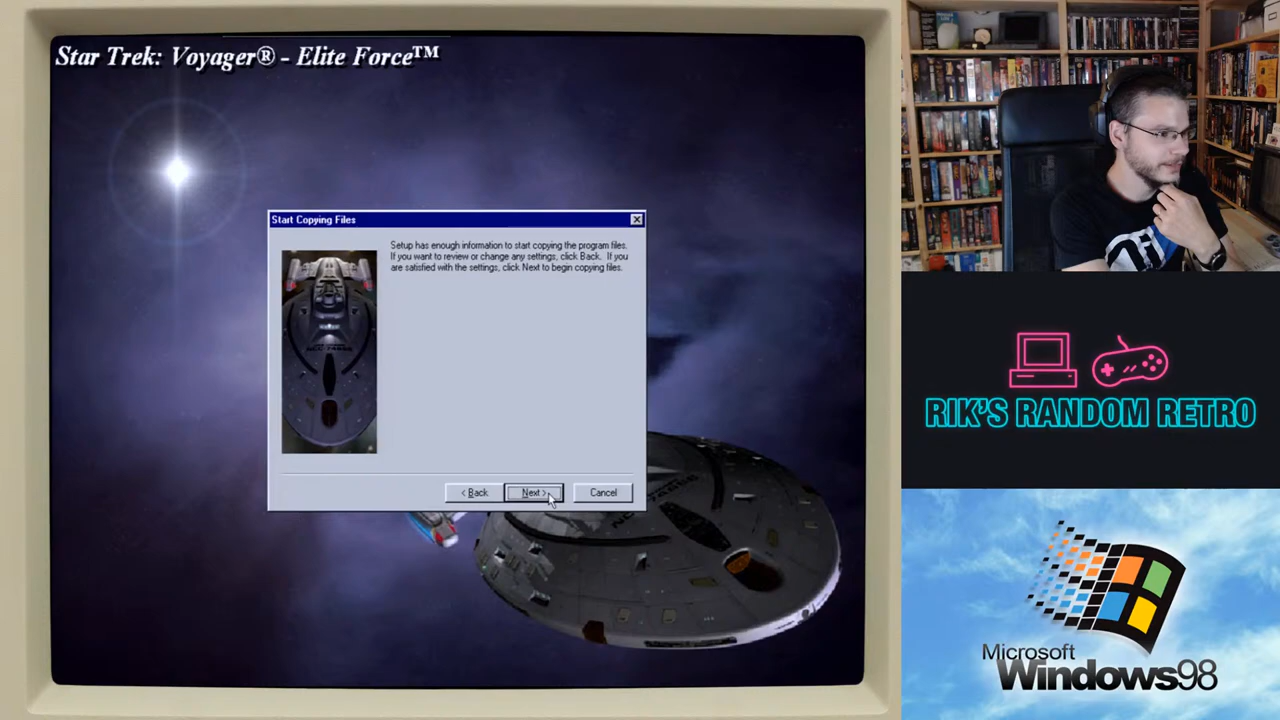 Star Trek: Voyager® - Elite Force™
Start Copying Files
Setup has enough information to start copying the program files.
If you want to review or change any settings, click Back. If you
are satisfied with the settings, click Next to begin copying files.
< Back
Next >
Cancel
RIK'S RANDOM RETRO
Microsoft
Windows98